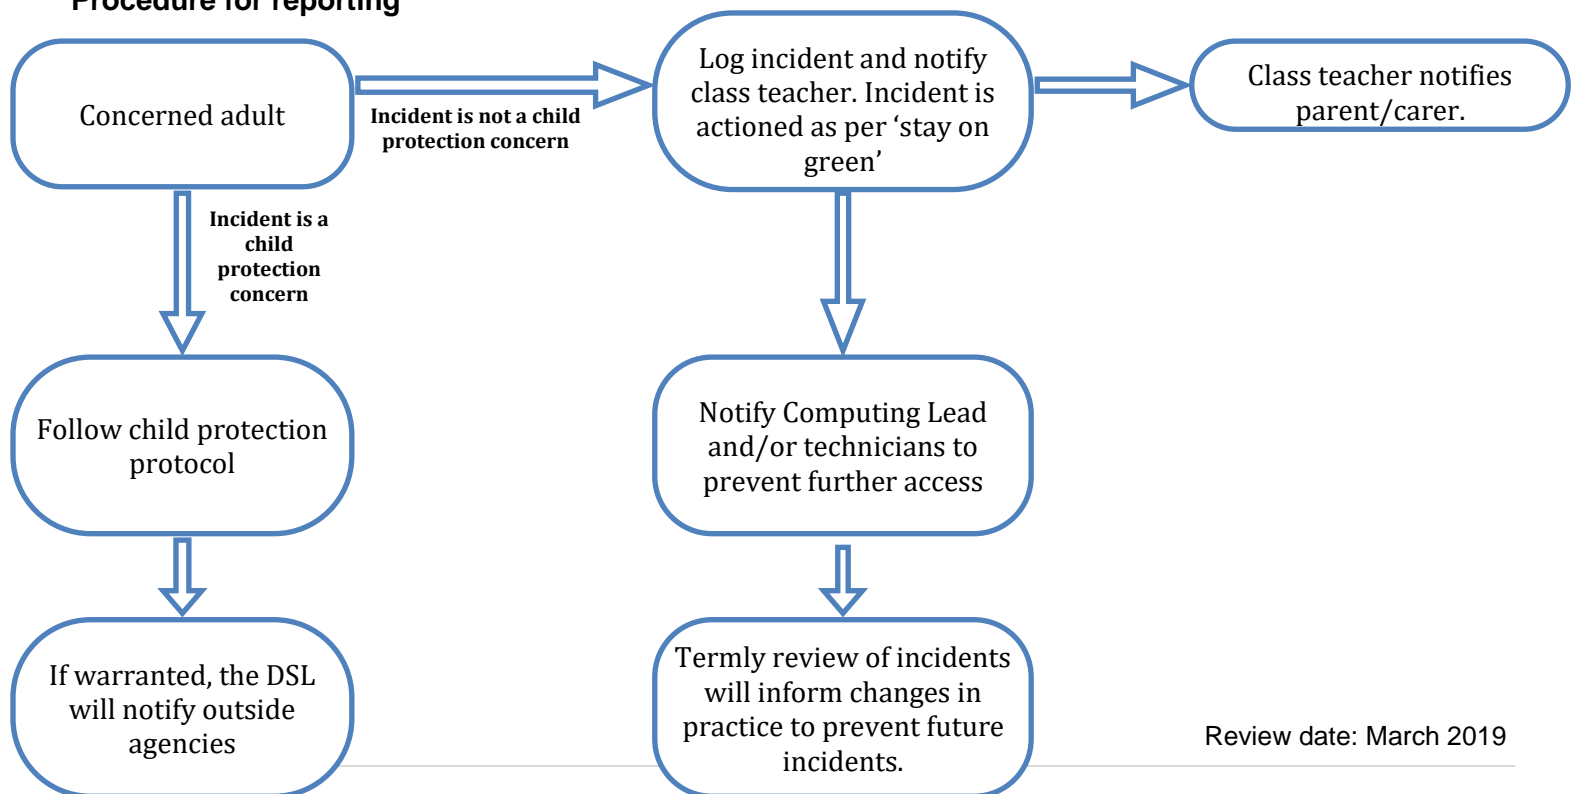 Procedure for reporting
Concerned adult
Incident is not a child
protection concern
Log incident and notify
class teacher. Incident is
actioned as per ‘stay on
green’
Class teacher notifies
parent/carer.
Incident is a
child
protection
concern
Follow child protection
protocol
Notify Computing Lead
and/or technicians to
prevent further access
If warranted, the DSL
will notify outside
agencies
Termly review of incidents
will inform changes in
practice to prevent future
incidents.
Review date: March 2019